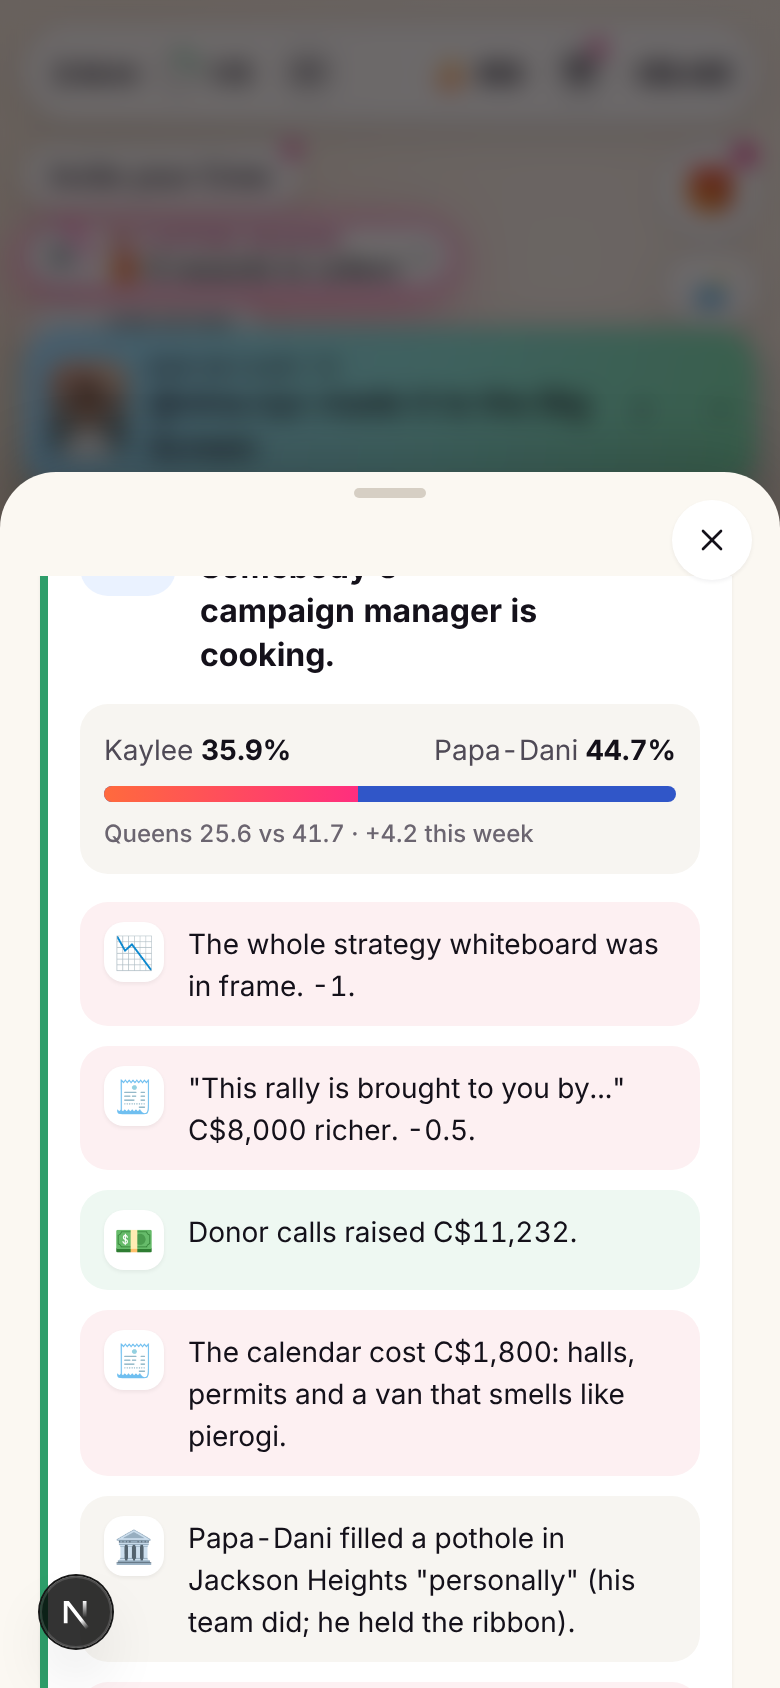 campaign manager is
cooking.
Kaylee 35.9%
Papa-Dani 44.7%
Queens 25.6 vs 41.7 · +4.2 this week
The whole strategy whiteboard was
in frame. -1.
"This rally is brought to you by..."
C$8,000 richer. -0.5.
Donor calls raised C$11,232.
The calendar cost C$1,800: halls,
permits and a van that smells like
pierogi.
Papa-Dani filled a pothole in
Jackson Heights "personally" (his
team did; he held the ribbon).
N